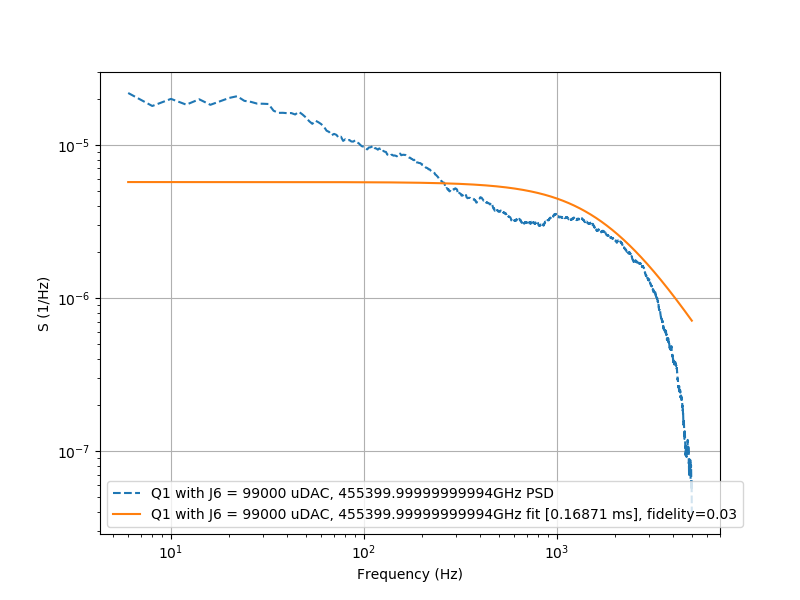 10⁻⁵
10⁻⁶
10⁻⁷
S (1/Hz)
Q1 with J6 = 99000 uDAC, 455399.99999999994GHz PSD
Q1 with J6 = 99000 uDAC, 455399.99999999994GHz fit [0.16871 ms], fidelity=0.03
10¹ 10² 10³
Frequency (Hz)